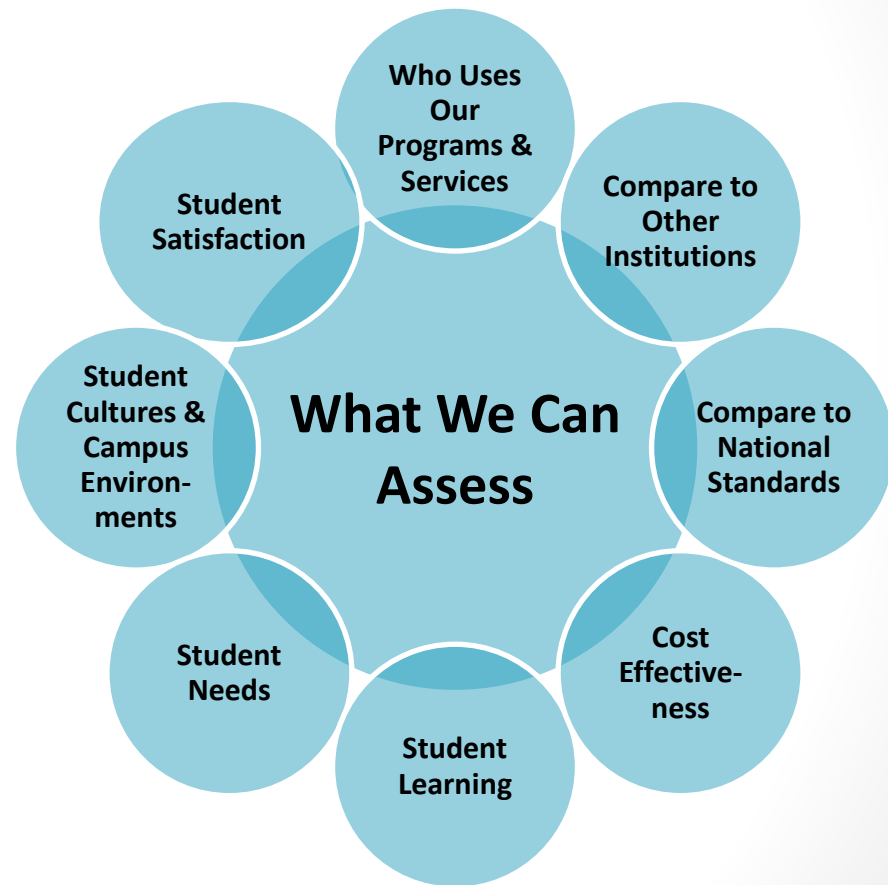 Who Uses
Our
Programs &
Services
Compare to
Other
Institutions
Compare to
National
Standards
Cost
Effective-
ness
Student
Learning
Student
Needs
Student
Cultures &
Campus
Environ-
ments
Student
Satisfaction
What We Can
Assess